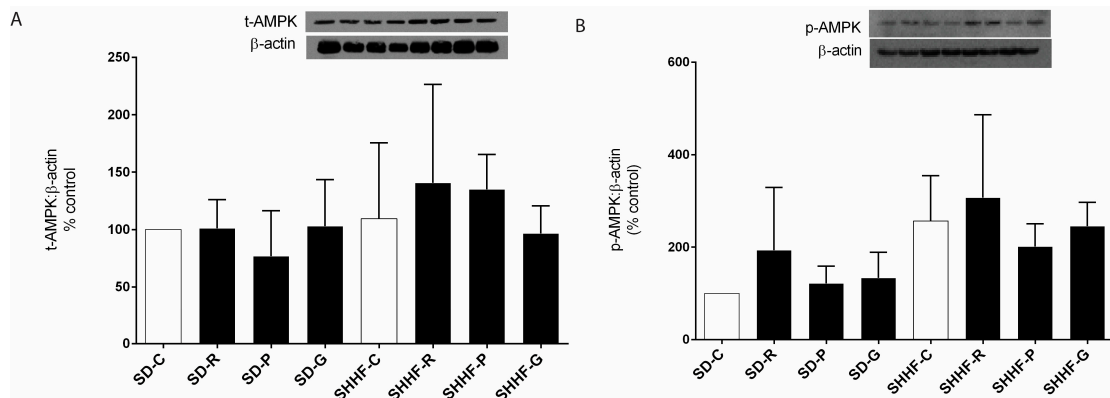 A
t-AMPK
β-actin
t-AMPK:β-actin
% control
250
200
150
100
50
0
SD-C
SD-R
SD-P
SD-G
SHHF-C
SHHF-R
SHHF-P
SHHF-G
B
p-AMPK
β-actin
p-AMPK:β-actin
(% control)
600
400
200
0
SD-C
SD-R
SD-P
SD-G
SHHF-C
SHHF-R
SHHF-P
SHHF-G